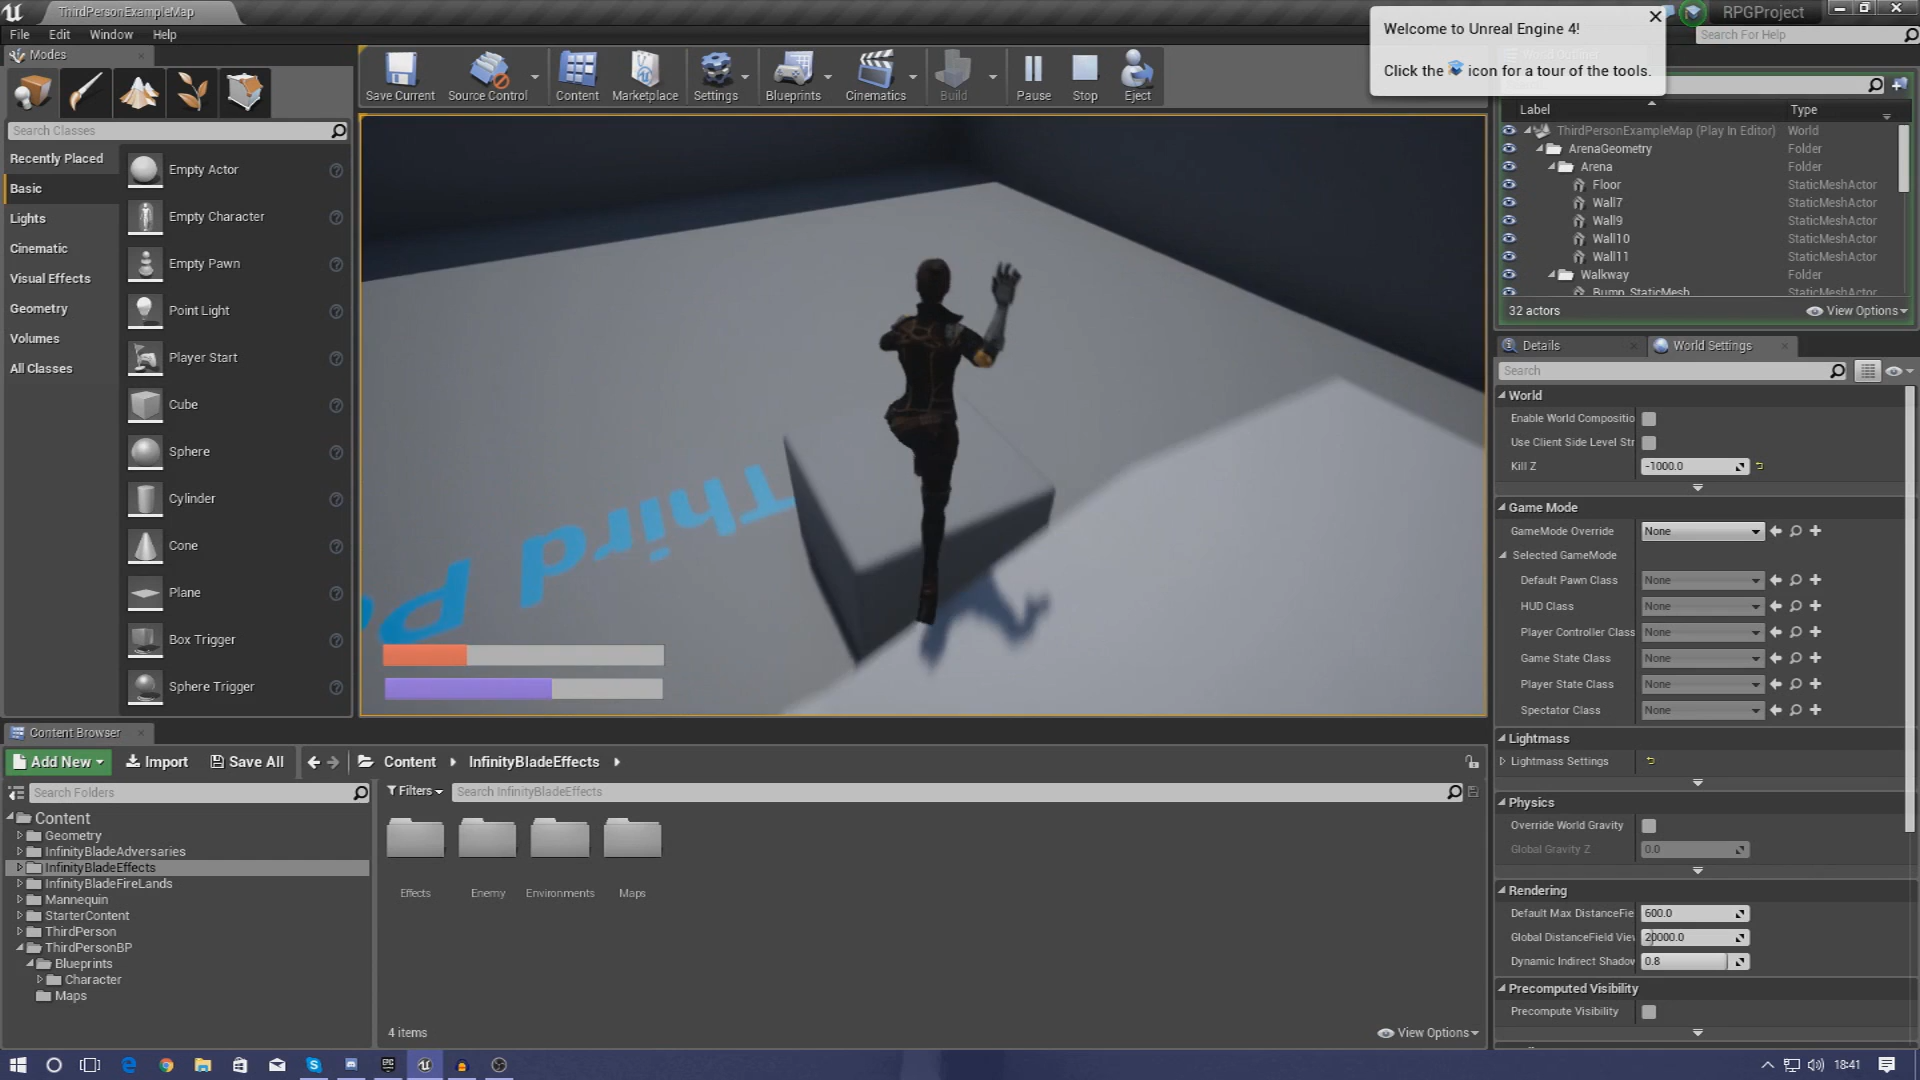 ThirdPersonExampleMap
RPGProject
File Edit Window Help
Search For Help
Welcome to Unreal Engine 4!
Click the icon for a tour of the tools.
Modes
Save Current
Source Control
Content
Marketplace
Settings
Blueprints
Cinematics
Build
Pause
Stop
Eject
Search Classes
Recently Placed
Basic
Lights
Cinematic
Visual Effects
Geometry
Volumes
All Classes
Empty Actor
Empty Character
Empty Pawn
Point Light
Player Start
Cube
Sphere
Cylinder
Cone
Plane
Box Trigger
Sphere Trigger
Third P
Label Type
ThirdPersonExampleMap (Play In Editor) World
ArenaGeometry Folder
Arena Folder
Floor StaticMeshActor
Wall7 StaticMeshActor
Wall9 StaticMeshActor
Wall10 StaticMeshActor
Wall11 StaticMeshActor
Walkway Folder
Bump_StaticMesh StaticMeshActor
32 actors
View Options
Details
World Settings
Search
World
Enable World Compositio
Use Client Side Level Str
Kill Z -1000.0
Game Mode
GameMode Override None
Selected GameMode
Default Pawn Class None
HUD Class None
Player Controller Class None
Game State Class None
Player State Class None
Spectator Class None
Lightmass
Lightmass Settings
Physics
Override World Gravity
Global Gravity Z 0.0
Rendering
Default Max DistanceFie 600.0
Global DistanceField Viev 20000.0
Dynamic Indirect Shadow 0.8
Precomputed Visibility
Precompute Visibility
Content Browser
Add New
Import
Save All
Content
InfinityBladeEffects
Search Folders
Filters
Search InfinityBladeEffects
Content
Geometry
InfinityBladeAdversaries
InfinityBladeEffects
InfinityBladeFireLands
Mannequin
StarterContent
ThirdPerson
ThirdPersonBP
Blueprints
Character
Maps
Effects
Enemy
Environments
Maps
4 items
View Options
18:41